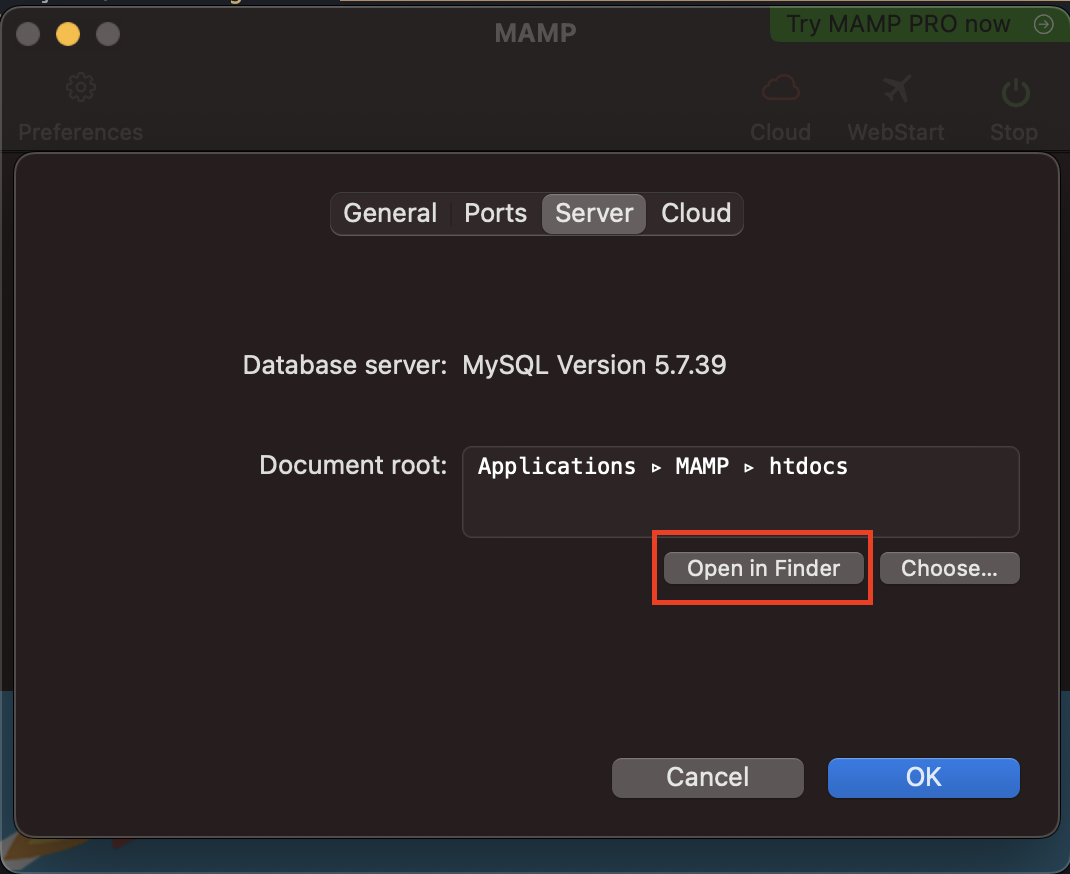 MAMP
Try MAMP PRO now
Preferences
Cloud
WebStart
Stop
General
Ports
Server
Cloud
Database server: MySQL Version 5.7.39
Document root: Applications ▹ MAMP ▹ htdocs
Open in Finder
Choose...
Cancel
OK